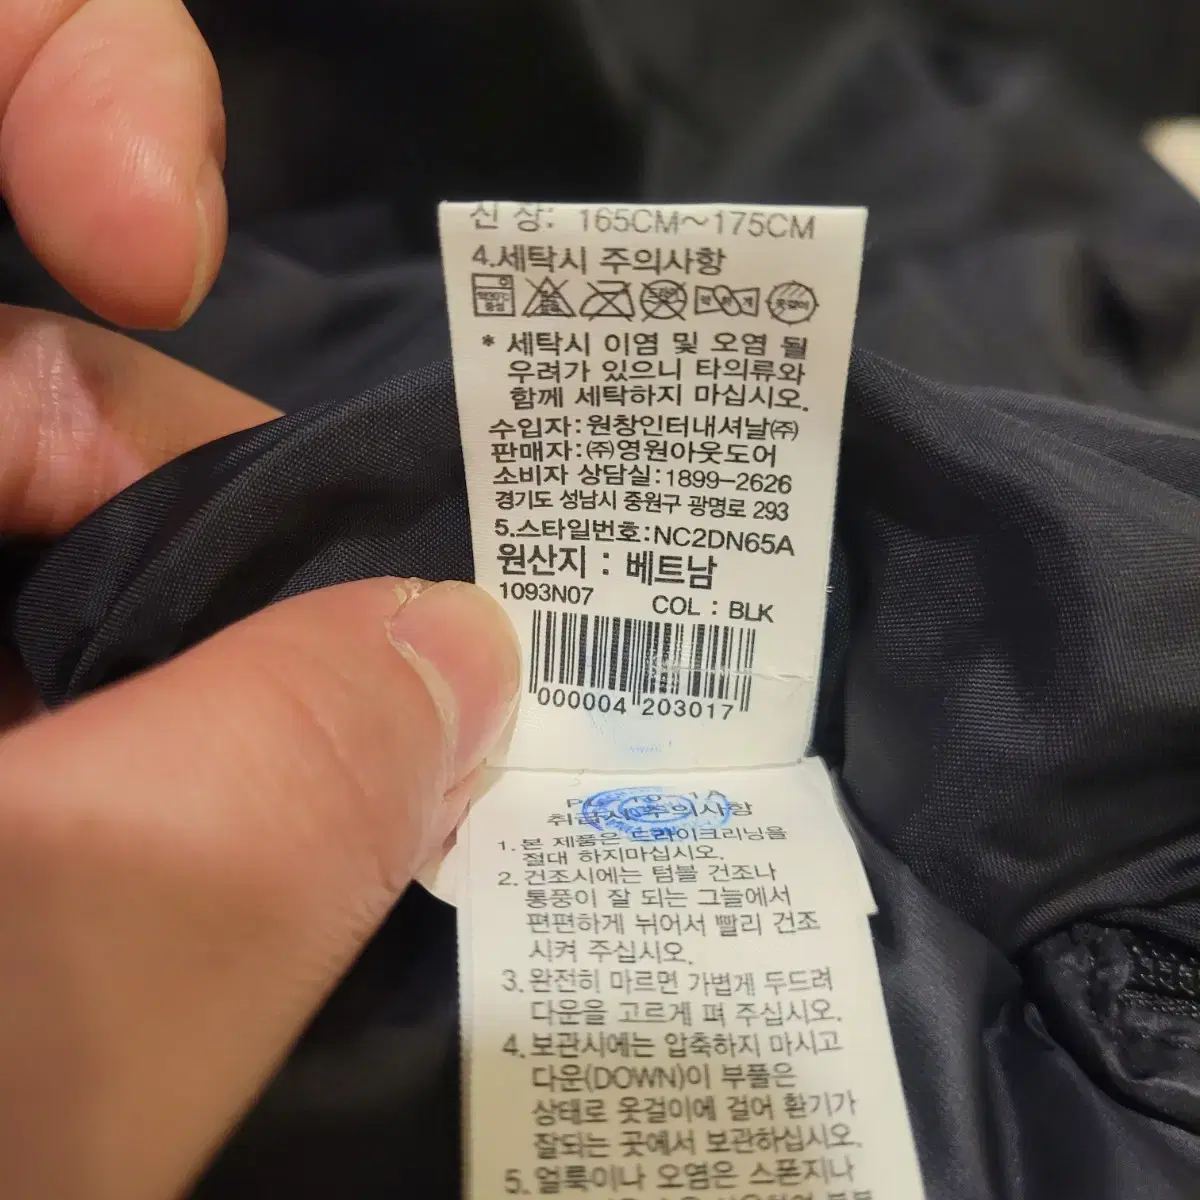 신 장: 165CM~175CM
4.세탁시 주의사항
약하게 옷걸이
* 세탁시 이염 및 오염 될
우려가 있으니 타의류와
함께 세탁하지 마십시오.
수입자:원창인터내셔날㈜
판매자:㈜영원아웃도어
소비자 상담실:1899-2626
경기도 성남시 중원구 광명로 293
5.스타일번호:NC2DN65A
원산지 : 베트남
1093N07 COL : BLK
000004 203017
취급시 주의사항
1. 본 제품은 드라이크리닝을
절대 하지마십시오.
2. 건조시에는 텀블 건조나
통풍이 잘 되는 그늘에서
편편하게 뉘어서 빨리 건조
시켜 주십시오.
3. 완전히 마르면 가볍게 두드려
다운을 고르게 펴 주십시오.
4. 보관시에는 압축하지 마시고
다운(DOWN)이 부풀은
상태로 옷걸이에 걸어 환기가
잘되는 곳에서 보관하십시오.
5. 얼룩이나 오염은 스폰지나